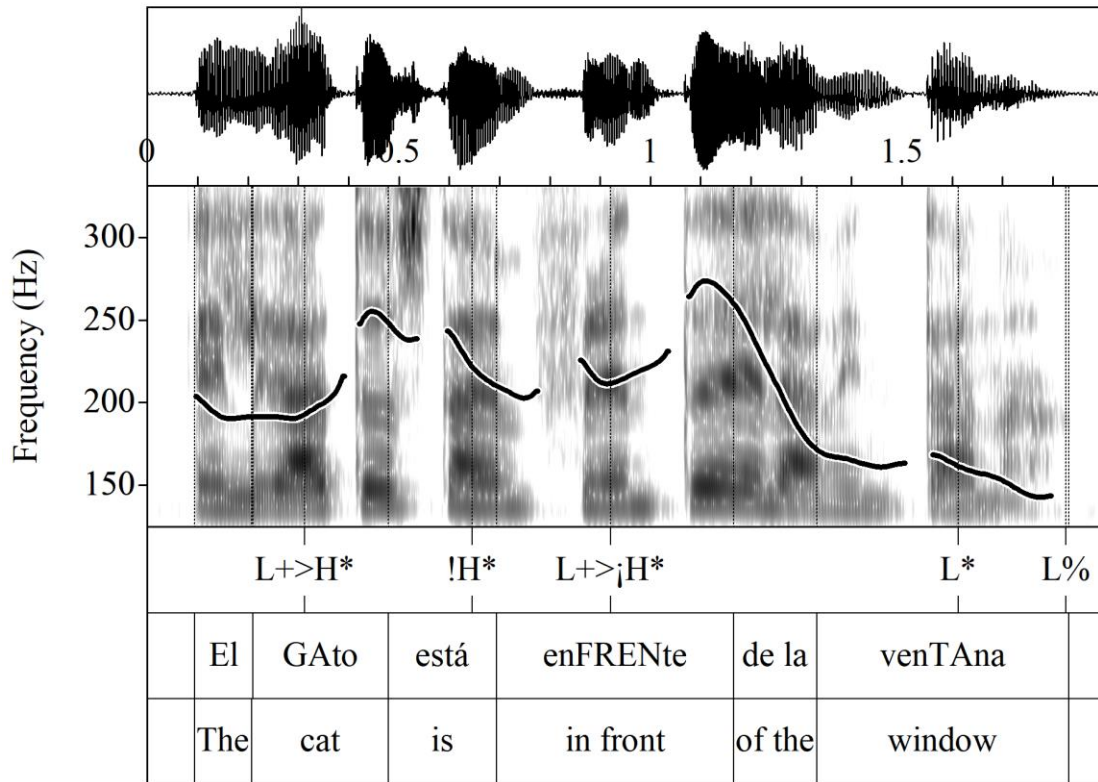 0 0.5 1 1.5
Frequency (Hz)
300
250
200
150
L+>H* !H* L+>¡H* L* L%
El GAto está enFRENte de la venTAna
The cat is in front of the window